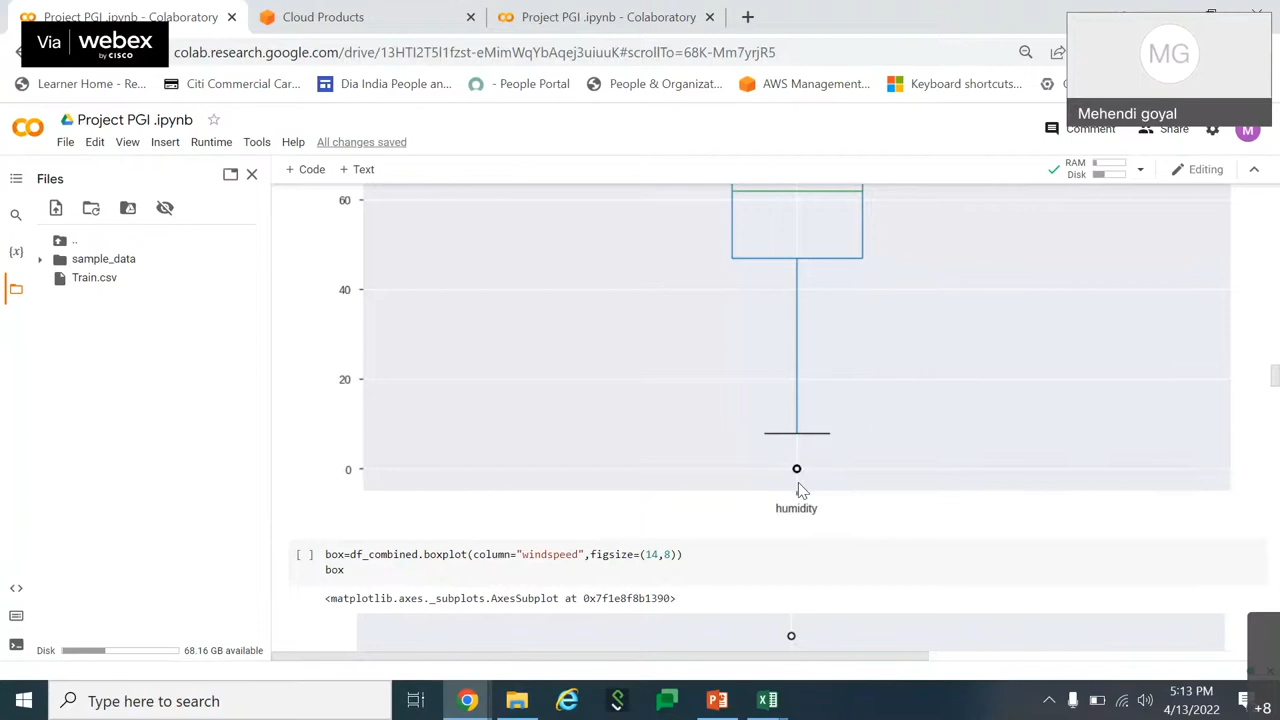 Project PGI .ipynb - Colaboratory
Cloud Products
Project PGI .ipynb - Colaboratory
Via webex by CISCO
colab.research.google.com/drive/13HTI2T5I1fzst-eMimWqYbAqej3uiuuK#scrollTo=68K-Mm7yrjR5
MG
Mehendi goyal
Learner Home - Re...
Citi Commercial Car...
Dia India People an...
- People Portal
People & Organizat...
AWS Management...
Keyboard shortcuts...
Project PGI .ipynb
Comment
Share
M
File Edit View Insert Runtime Tools Help All changes saved
Files
+ Code + Text
RAM
Disk
Editing
..
sample_data
Train.csv
{x}
60
40
20
0
humidity
[ ] box=df_combined.boxplot(column="windspeed",figsize=(14,8))
box
<matplotlib.axes._subplots.AxesSubplot at 0x7f1e8f8b1390>
Disk 68.16 GB available
Type here to search
5:13 PM
4/13/2022
+8